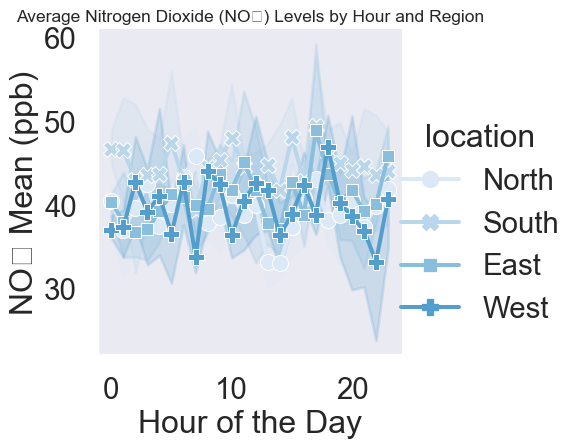 Average Nitrogen Dioxide (NO▯) Levels by Hour and Region
60
50
40
30
NO▯ Mean (ppb)
0 10 20
Hour of the Day
location
North
South
East
West